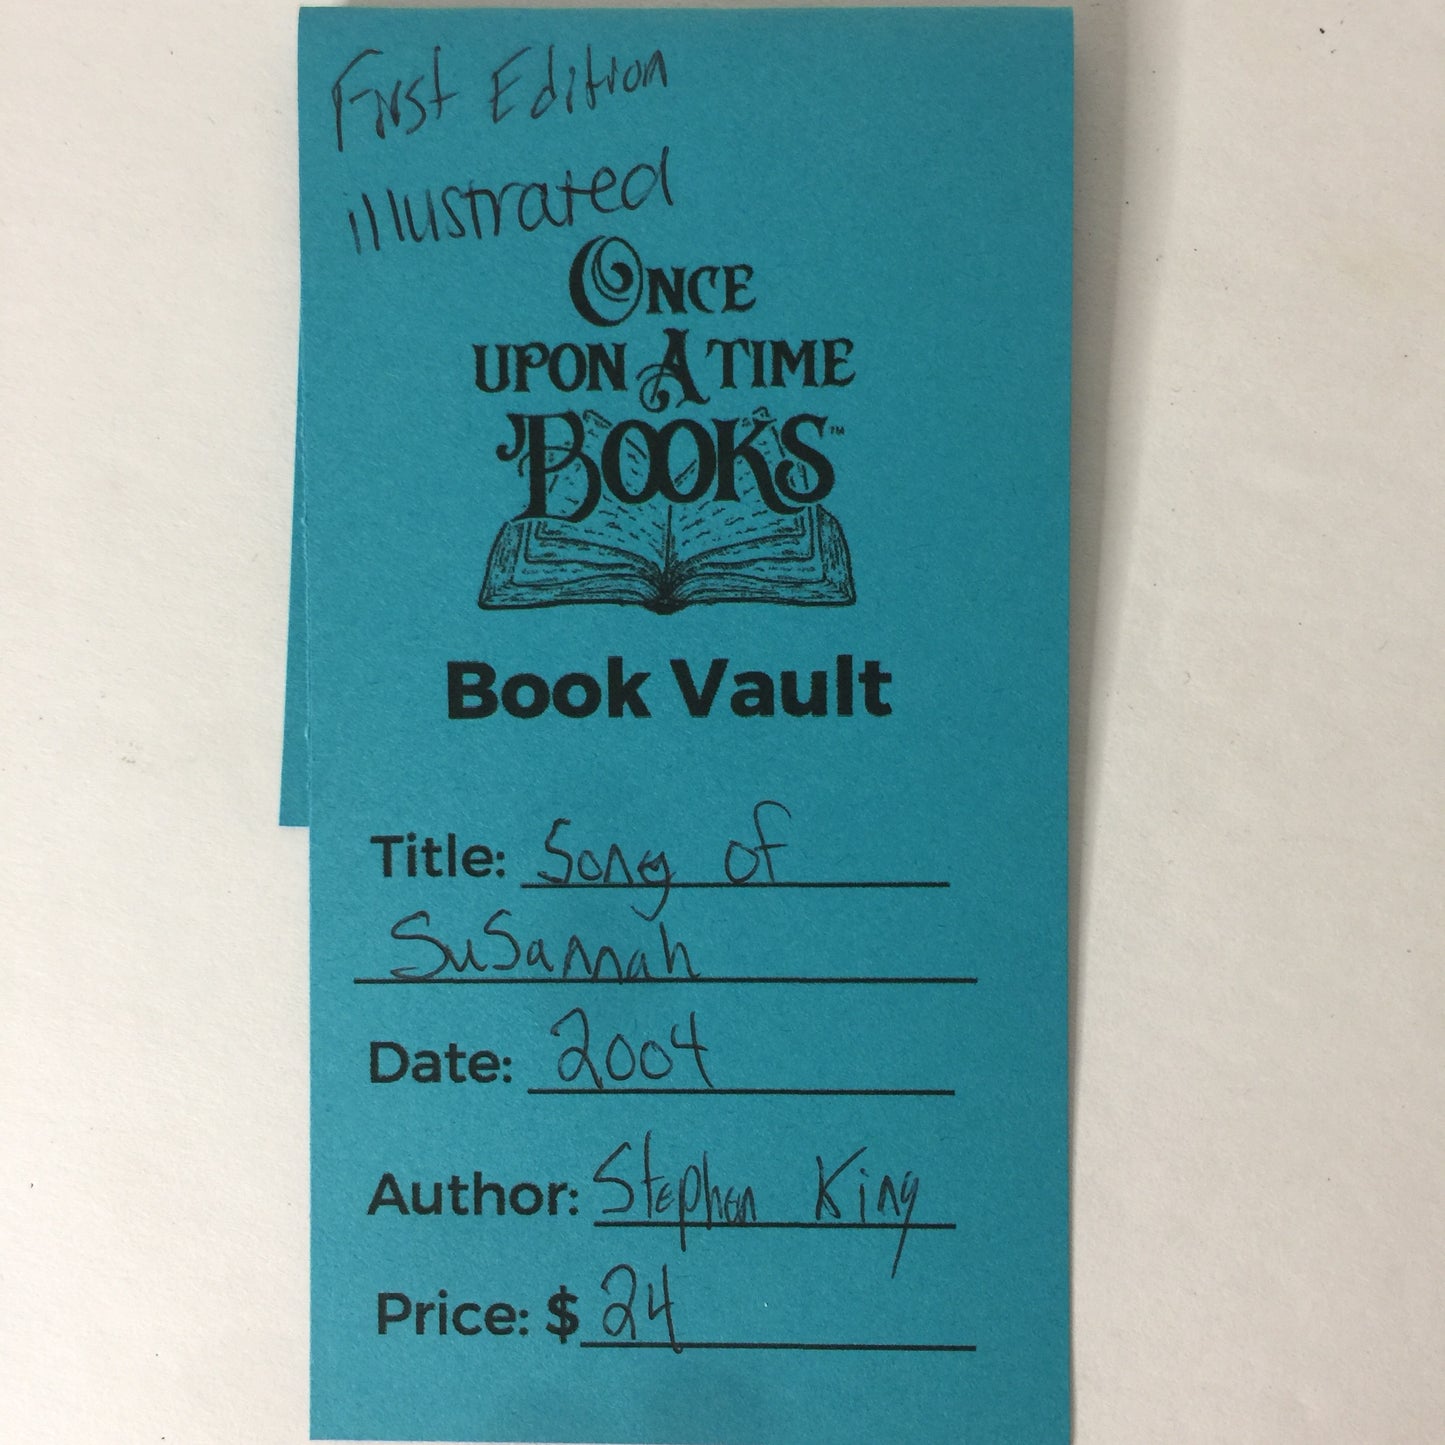 First Edition
illustrated
ONCE
UPON A TIME
BOOKS™
Book Vault
Title: Song of
Susannah
Date: 2004
Author: Stephen King
Price: $ 24